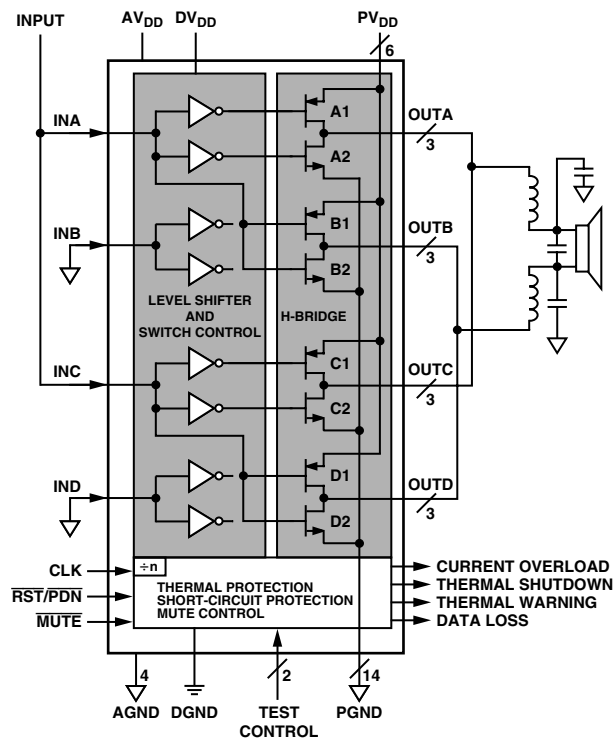 INPUT
AVDD
DVDD
PVDD
6
INA
A1
A2
OUTA
3
INB
B1
B2
OUTB
3
LEVEL SHIFTER
AND
SWITCH CONTROL
H-BRIDGE
INC
C1
C2
OUTC
3
IND
D1
D2
OUTD
3
CLK
÷n
RST/PDN
MUTE
THERMAL PROTECTION
SHORT-CIRCUIT PROTECTION
MUTE CONTROL
CURRENT OVERLOAD
THERMAL SHUTDOWN
THERMAL WARNING
DATA LOSS
4
2
14
AGND
DGND
TEST
CONTROL
PGND